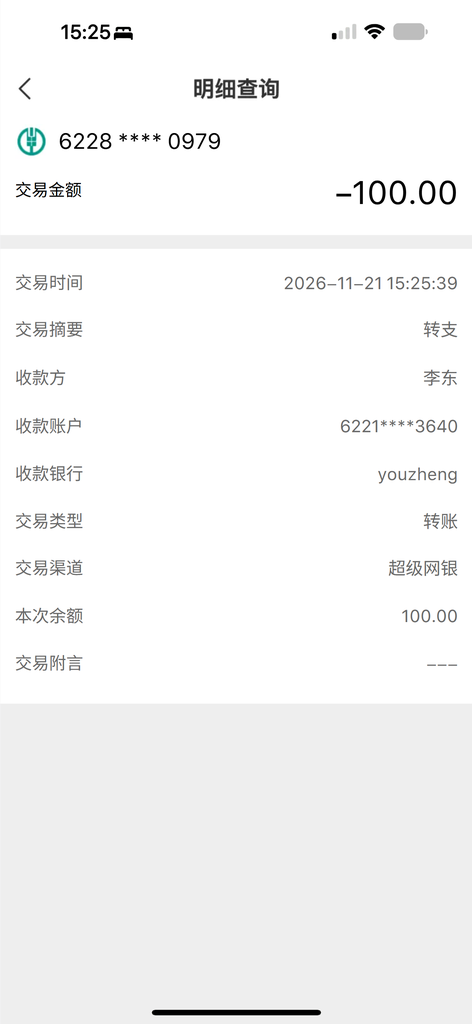 15:25
明细查询
6228 **** 0979
交易金额 -100.00
交易时间 2026-11-21 15:25:39
交易摘要 转支
收款方 李东
收款账户 6221****3640
收款银行 youzheng
交易类型 转账
交易渠道 超级网银
本次余额 100.00
交易附言 ---